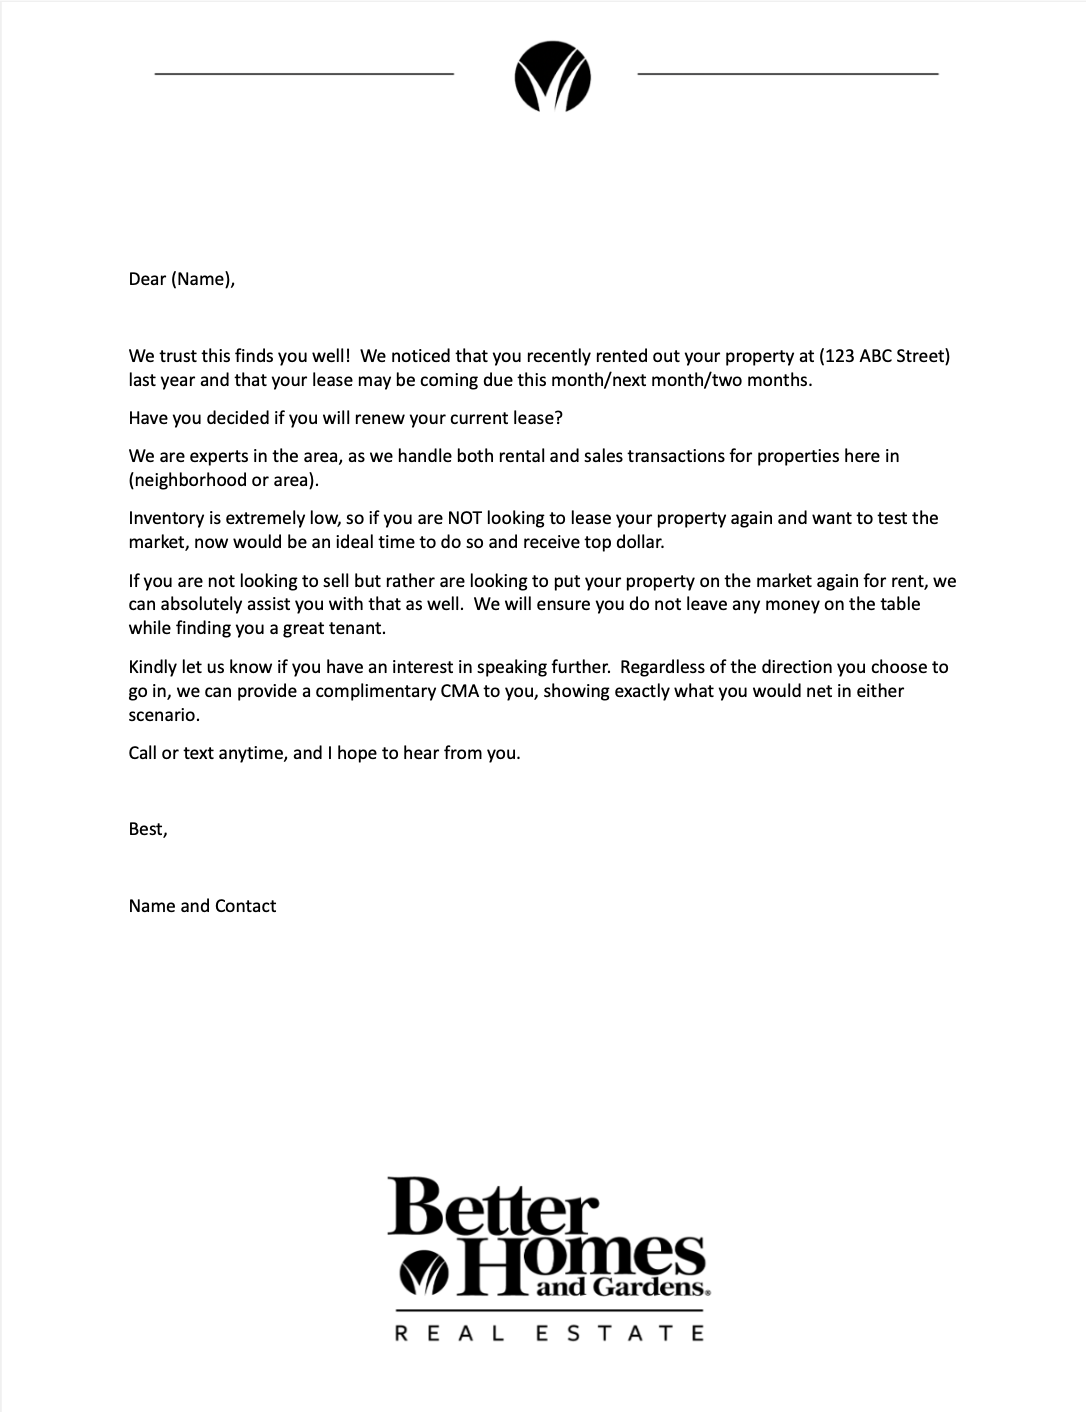 Dear (Name),
We trust this finds you well!  We noticed that you recently rented out your property at (123 ABC Street)
last year and that your lease may be coming due this month/next month/two months.
Have you decided if you will renew your current lease?
We are experts in the area, as we handle both rental and sales transactions for properties here in
(neighborhood or area).
Inventory is extremely low, so if you are NOT looking to lease your property again and want to test the
market, now would be an ideal time to do so and receive top dollar.
If you are not looking to sell but rather are looking to put your property on the market again for rent, we
can absolutely assist you with that as well.  We will ensure you do not leave any money on the table
while finding you a great tenant.
Kindly let us know if you have an interest in speaking further.  Regardless of the direction you choose to
go in, we can provide a complimentary CMA to you, showing exactly what you would net in either
scenario.
Call or text anytime, and I hope to hear from you.
Best,
Name and Contact
Better
Homes
and Gardens®
REAL ESTATE